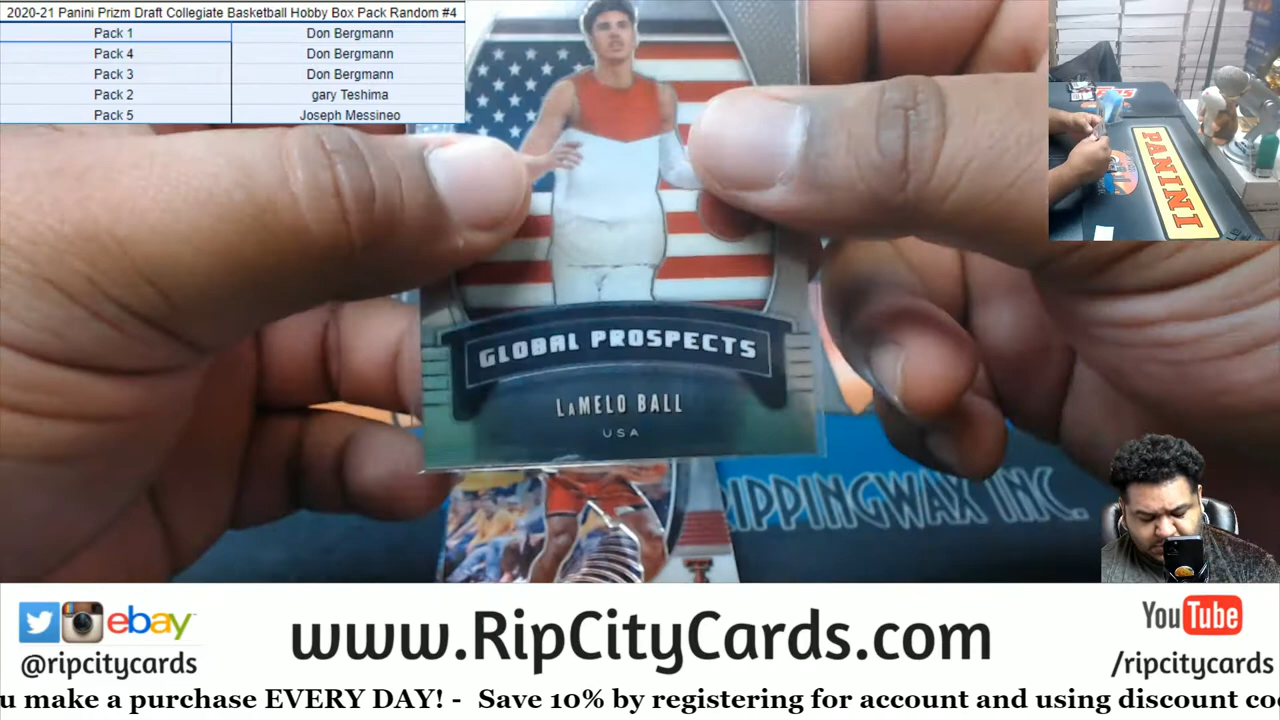 2020-21 Panini Prizm Draft Collegiate Basketball Hobby Box Pack Random #4
Pack 1 Don Bergmann
Pack 4 Don Bergmann
Pack 3 Don Bergmann
Pack 2 gary Teshima
Pack 5 Joseph Messineo
PANINI
GLOBAL PROSPECTS
LaMELO BALL
USA
RIPPINGWAX INC.
ebay
@ripcitycards
www.RipCityCards.com
YouTube
/ripcitycards
u make a purchase EVERY DAY! - Save 10% by registering for account and using discount co